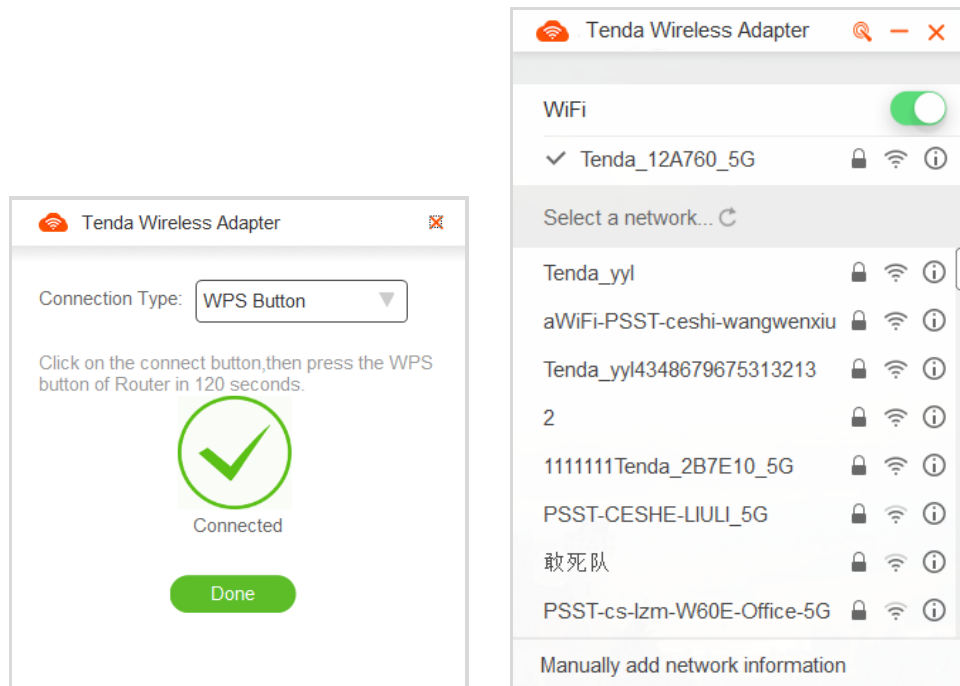 Tenda Wireless Adapter
Connection Type: WPS Button
Click on the connect button,then press the WPS
button of Router in 120 seconds.
Connected
Done
Tenda Wireless Adapter
WiFi
Tenda_12A760_5G
Select a network...
Tenda_yyl
aWiFi-PSST-ceshi-wangwenxiu
Tenda_yyl4348679675313213
2
1111111Tenda_2B7E10_5G
PSST-CESHE-LIULI_5G
敢死队
PSST-cs-lzm-W60E-Office-5G
Manually add network information